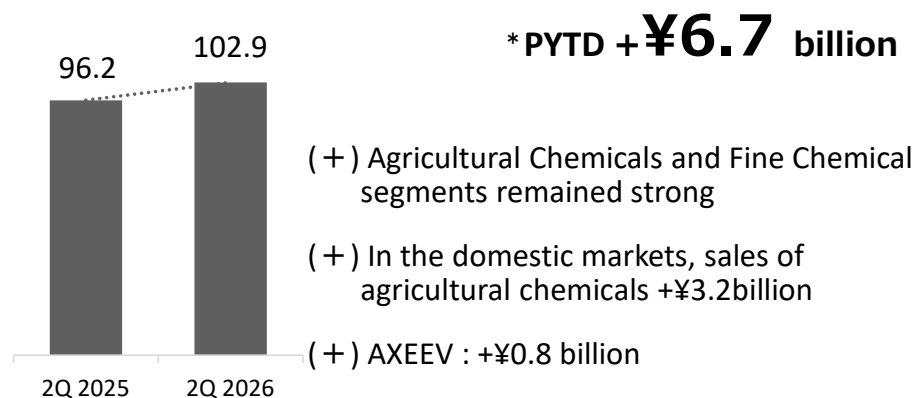 *PYTD +¥6.7 billion
96.2
102.9
(+) Agricultural Chemicals and Fine Chemical
segments remained strong
(+) In the domestic markets, sales of
agricultural chemicals +¥3.2billion
(+) AXEEV : +¥0.8 billion
2Q 2025
2Q 2026